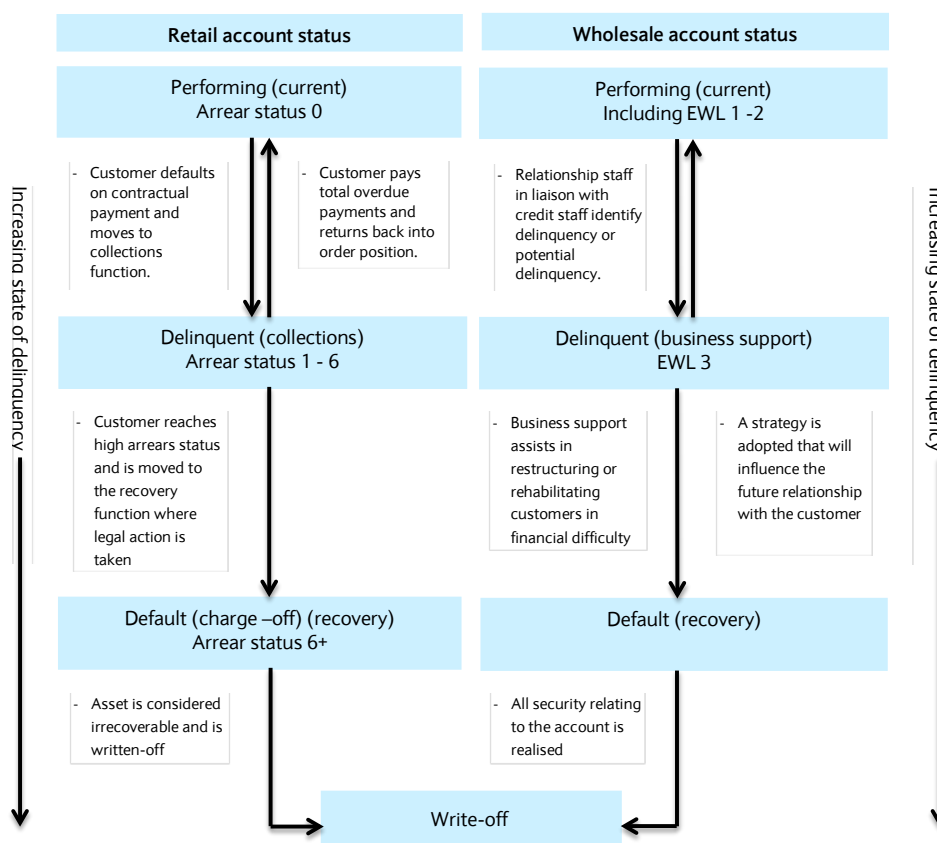 Retail account status
Wholesale account status
Performing (current)
Arrear status 0
Performing (current)
Including EWL 1 -2
- Customer defaults
on contractual
payment and
moves to
collections
function.
- Customer pays
total overdue
payments and
returns back into
order position.
- Relationship staff
in liaison with
credit staff identify
delinquency or
potential
delinquency.
Increasing state of delinquency
Increasing state of delinquency
Delinquent (collections)
Arrear status 1 - 6
Delinquent (business support)
EWL 3
- Customer reaches
high arrears status
and is moved to
the recovery
function where
legal action is
taken
- Business support
assists in
restructuring or
rehabilitating
customers in
financial difficulty
- A strategy is
adopted that will
influence the
future relationship
with the customer
Default (charge –off) (recovery)
Arrear status 6+
Default (recovery)
- Asset is considered
irrecoverable and is
written-off
- All security relating
to the account is
realised
Write-off